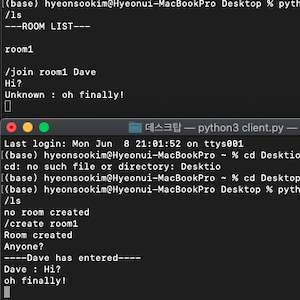 (base) hyeonsookim@Hyeonui-MacBookPro Desktop % pyth
/ls
---ROOM LIST---
room1
/join room1 Dave
Hi?
Unknown : oh finally!
데스크탑 — python3 client.py —
Last login: Mon Jun  8 21:01:52 on ttys001
[(base) hyeonsookim@Hyeonui-MacBookPro ~ % cd Desktio
cd: no such file or directory: Desktio
[(base) hyeonsookim@Hyeonui-MacBookPro ~ % cd Desktop
[(base) hyeonsookim@Hyeonui-MacBookPro Desktop % pyth
/ls
no room created
/create room1
Room created
Anyone?
----Dave has entered----
Dave : Hi?
oh finally!